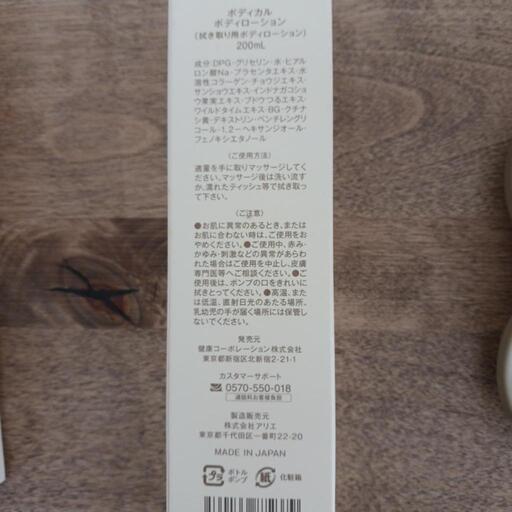 ボディカル
ボディローション
(拭き取り用ボディローション)
200mL
成分:DPG・グリセリン・水・ヒアル
ロン酸Na・プラセンタエキス・水
溶性コラーゲン・チョウジエキス・
サンショウエキス・インドナガコショ
ウ果実エキス・ブドウつるエキス・
ワイルドタイムエキス・BG・クチナ
シ黄・デキストリン・ペンチレングリ
コール・1,2-ヘキサンジオール・
フェノキシエタノール
〈ご使用方法〉
適量を手に取りマッサージしてく
ださい。マッサージ後は洗い流す
か、濡れたティッシュ等で拭き取っ
て下さい。
〈ご注意〉
●お肌に異常のあるとき、または
お肌に合わない時は、ご使用をお
やめください。●ご使用中、赤み・
かゆみ・刺激などの異常があらわ
れた場合はご使用を中止し、皮膚
専門医等へご相談ください。●ご
使用後は、ポンプの口をきれいに
拭きとってください。●高温、また
は低温、直射日光のあたる場所、
乳幼児の手が届く場所には保管し
ないでください。
発売元
健康コーポレーション株式会社
東京都新宿区北新宿2-21-1
カスタマーサポート
0570-550-018
通話料お客様負担
製造販売元
株式会社アリエ
東京都千代田区一番町22-20
MADE IN JAPAN
プラ ボトル ポンプ 紙 化粧箱